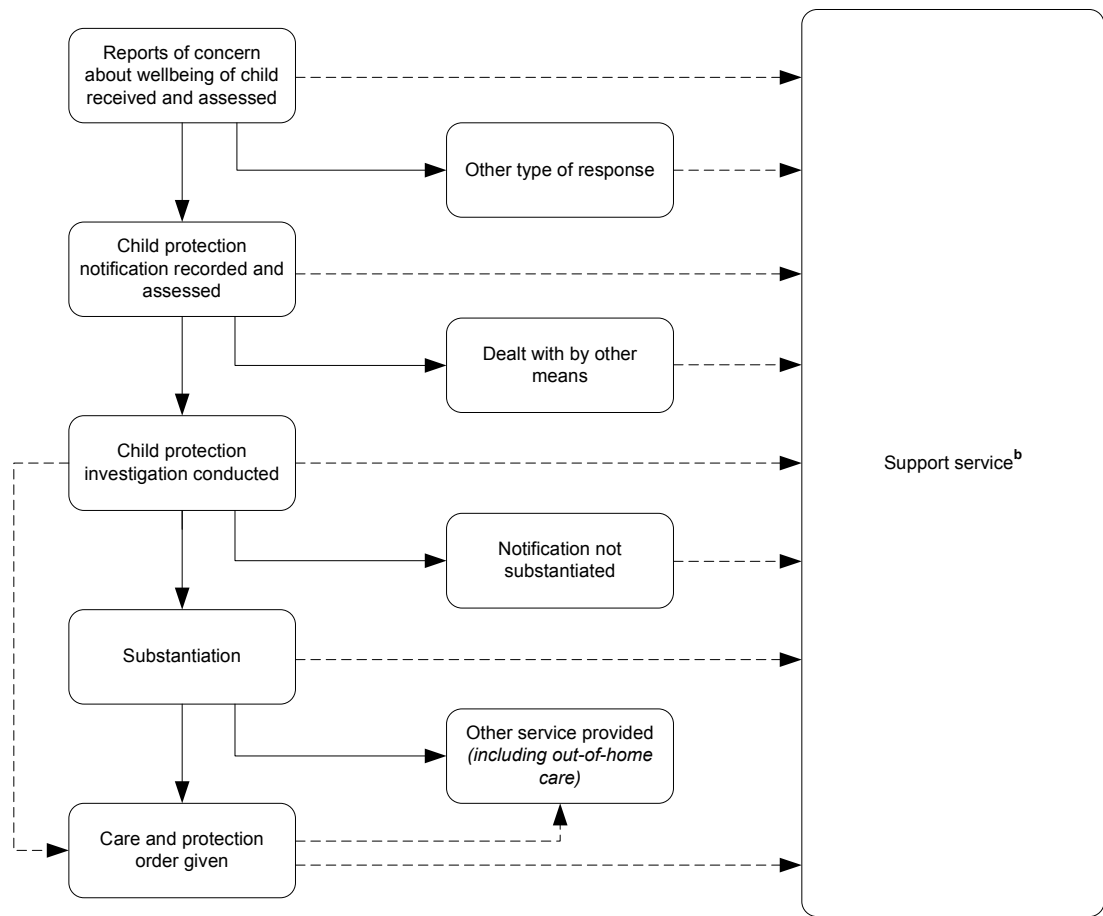 Reports of concern
about wellbeing of child
received and assessed
Other type of response
Child protection
notification recorded and
assessed
Dealt with by other
means
Child protection
investigation conducted
Support serviceᵇ
Notification not
substantiated
Substantiation
Other service provided
(including out-of-home
care)
Care and protection
order given